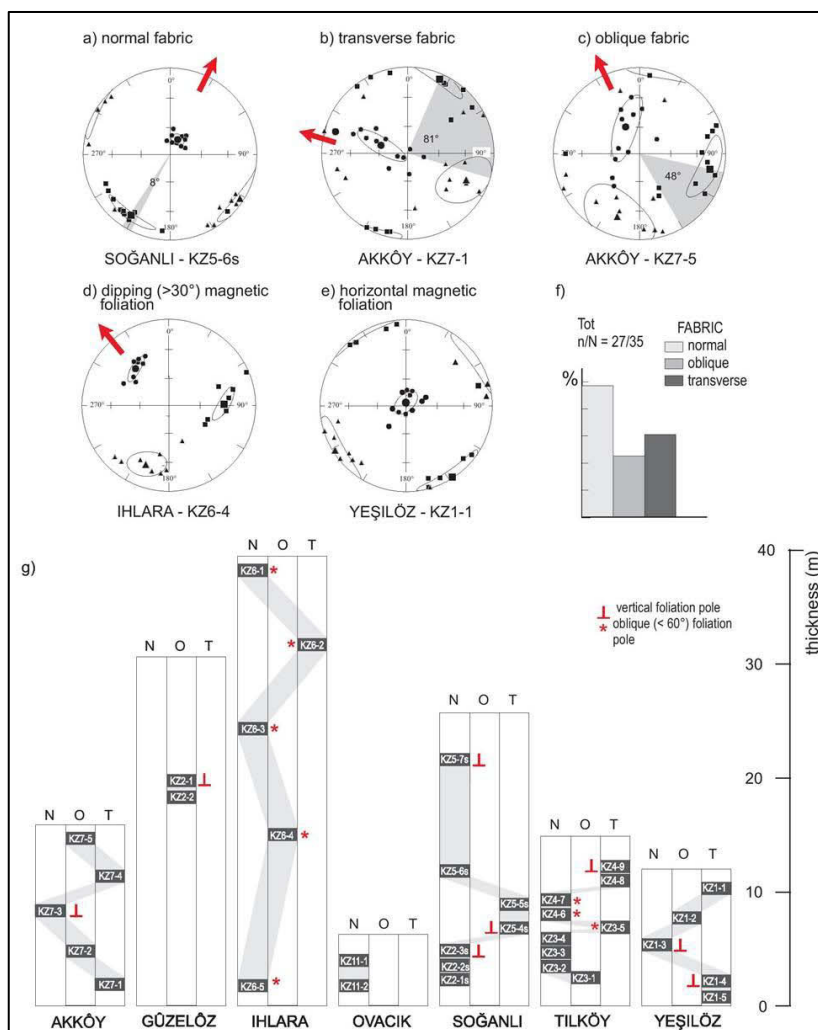 a) normal fabric
b) transverse fabric
c) oblique fabric
0°
0°
0°
270°
90°
270°
90°
270°
90°
8°
81°
48°
180°
180°
180°
SOĞANLI - KZ5-6s
AKKÖY - KZ7-1
AKKÖY - KZ7-5
d) dipping (>30°) magnetic
foliation
e) horizontal magnetic foliation
f)
0°
0°
270°
90°
270°
90°
180°
180°
IHLARA - KZ6-4
YEŞILÖZ - KZ1-1
Tot
n/N = 27/35
FABRIC
normal
oblique
transverse
%
g)
N O T
KZ7-5
KZ7-4
KZ7-3
KZ7-2
KZ7-1
AKKÖY
N O T
KZ2-1
KZ2-2
GÛZELÔZ
N O T
KZ6-1
KZ6-2
KZ6-3
KZ6-4
KZ6-5
IHLARA
N O T
KZ11-1
KZ11-2
OVACIK
N O T
KZ5-7s
KZ5-6s
KZ5-5s
KZ5-4s
KZ2-3s
KZ2-2s
KZ2-1s
SOĞANLI
N O T
KZ4-9
KZ4-8
KZ4-7
KZ4-6
KZ3-5
KZ3-4
KZ3-3
KZ3-2
KZ3-1
TILKÖY
N O T
KZ1-1
KZ1-2
KZ1-3
KZ1-4
KZ1-5
YEŞILÖZ
⊥ vertical foliation pole
* oblique (< 60°) foliation
pole
40
30
20
10
0
thickness (m)